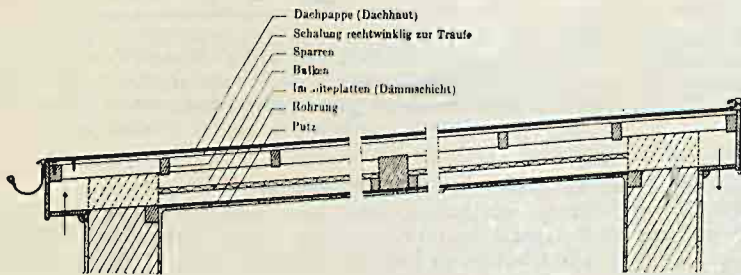 Dachpappe (Dachhaut)
Schalung rechtwinklig zur Traufe
Sparren
Balken
(Dämmschicht)
Rohrung
Putz